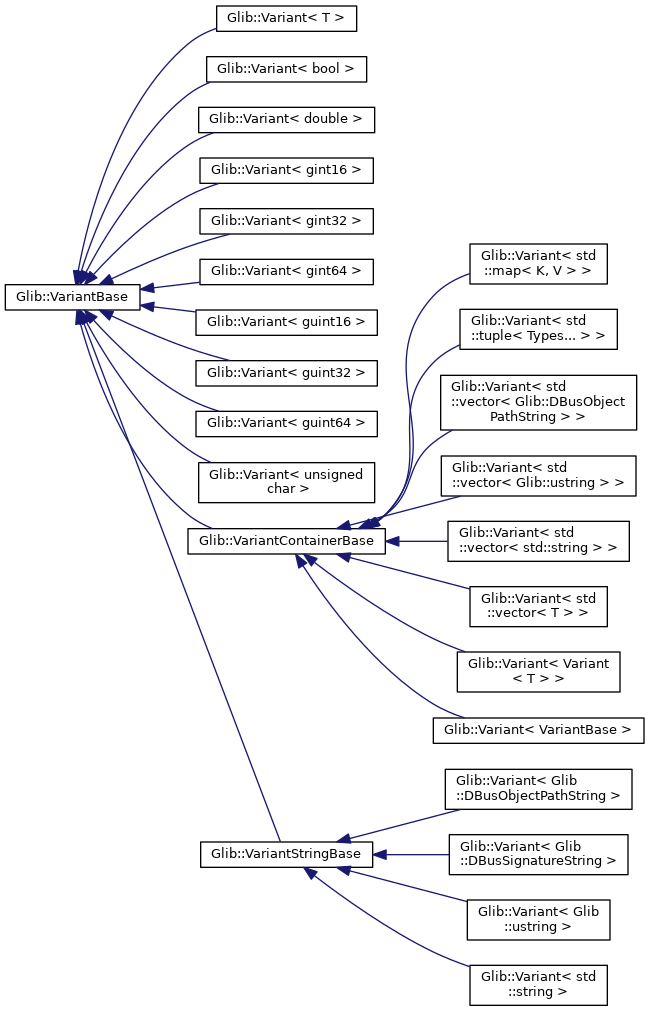 Glib::Variant< T >
Glib::Variant< bool >
Glib::Variant< double >
Glib::Variant< gint16 >
Glib::Variant< gint32 >
Glib::Variant< gint64 >
Glib::VariantBase
Glib::Variant< guint16 >
Glib::Variant< guint32 >
Glib::Variant< guint64 >
Glib::Variant< unsigned
char >
Glib::VariantContainerBase
Glib::Variant< std
::map< K, V > >
Glib::Variant< std
::tuple< Types... > >
Glib::Variant< std
::vector< Glib::DBusObject
PathString > >
Glib::Variant< std
::vector< Glib::ustring > >
Glib::Variant< std
::vector< std::string > >
Glib::Variant< std
::vector< T > >
Glib::Variant< Variant
< T > >
Glib::Variant< VariantBase >
Glib::VariantStringBase
Glib::Variant< Glib
::DBusObjectPathString >
Glib::Variant< Glib
::DBusSignatureString >
Glib::Variant< Glib
::ustring >
Glib::Variant< std
::string >